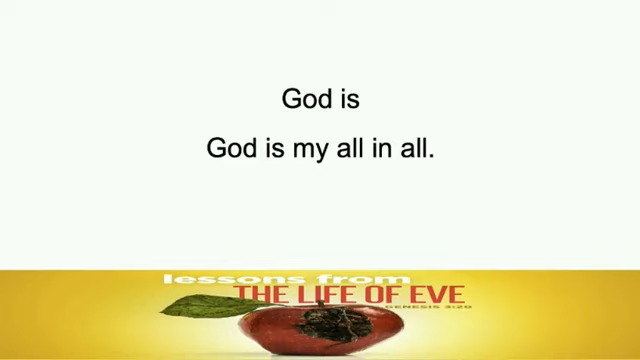 God is
God is my all in all.
lessons from
THE LIFE OF EVE
GENESIS 3:20